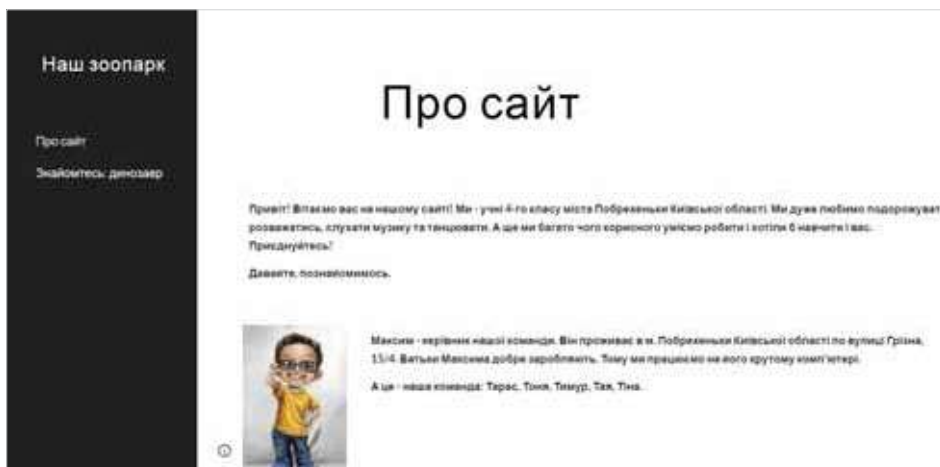 Наш зоопарк
Про сайт
Знайомтесь: динозавр
Про сайт
Привіт! Вітаємо вас на нашому сайті! Ми - учні 4-го класу міста Побрехеньки Київської області. Ми дуже любимо подорожуват
розважатись, слухати музику та танцювати. А ще ми багато чого корисного уміємо робити і хотіли б навчити і вас.
Приєднуйтесь!
Давайте, познайомимось.
Максим - керівник нашої команди. Він проживає в м. Побрехеньки Київської області по вулиці Грізна,
15/4. Батьки Максима добре заробляють. Тому ми працюємо на його крутому комп'ютері.
А це - наша команда: Тарас, Тоня, Тимур, Тая, Тіна.